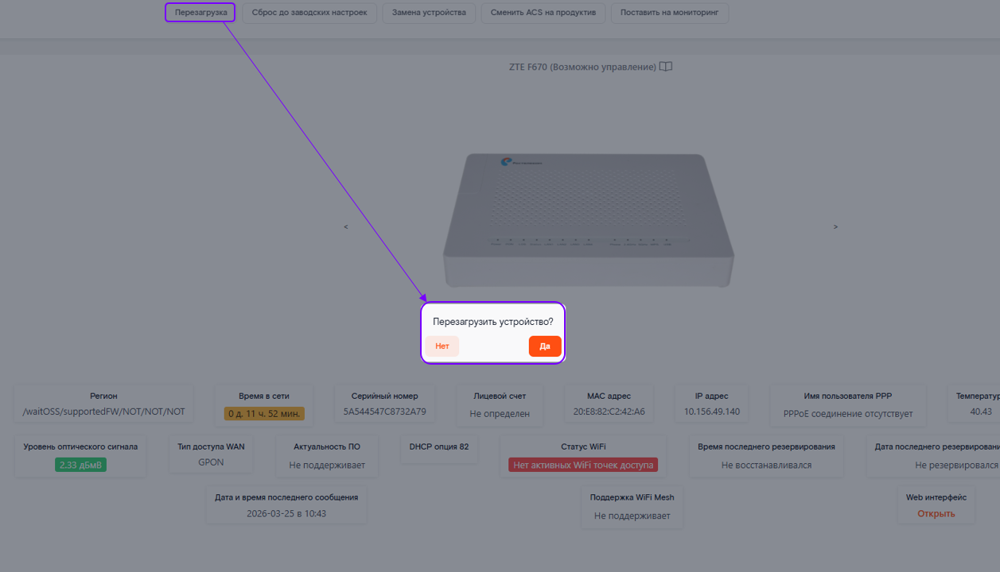 Перезагрузка
Сброс до заводских настроек
Замена устройства
Сменить ACS на продуктив
Поставить на мониторинг
ZTE F670 (Возможно управление)
<
>
Перезагрузить устройство?
Нет
Да
Регион
/waitOSS/supportedFW/NOT/NOT/NOT
Время в сети
0 д. 11 ч. 52 мин.
Серийный номер
5A544547C8732A79
Лицевой счет
Не определен
MAC адрес
20:E8:82:C2:42:A6
IP адрес
10.156.49.140
Имя пользователя PPP
PPPoE соединение отсутствует
Температур
40.43
Уровень оптического сигнала
2.33 дБмВ
Тип доступа WAN
GPON
Актуальность ПО
Не поддерживает
DHCP опция 82
Статус WiFi
Нет активных WiFi точек доступа
Время последнего резервирования
Не восстанавливался
Дата последнего резервировани
Не резервировался
Дата и время последнего сообщения
2026-03-25 в 10:43
Поддержка WiFi Mesh
Не поддерживает
Web интерфейс
Открыть